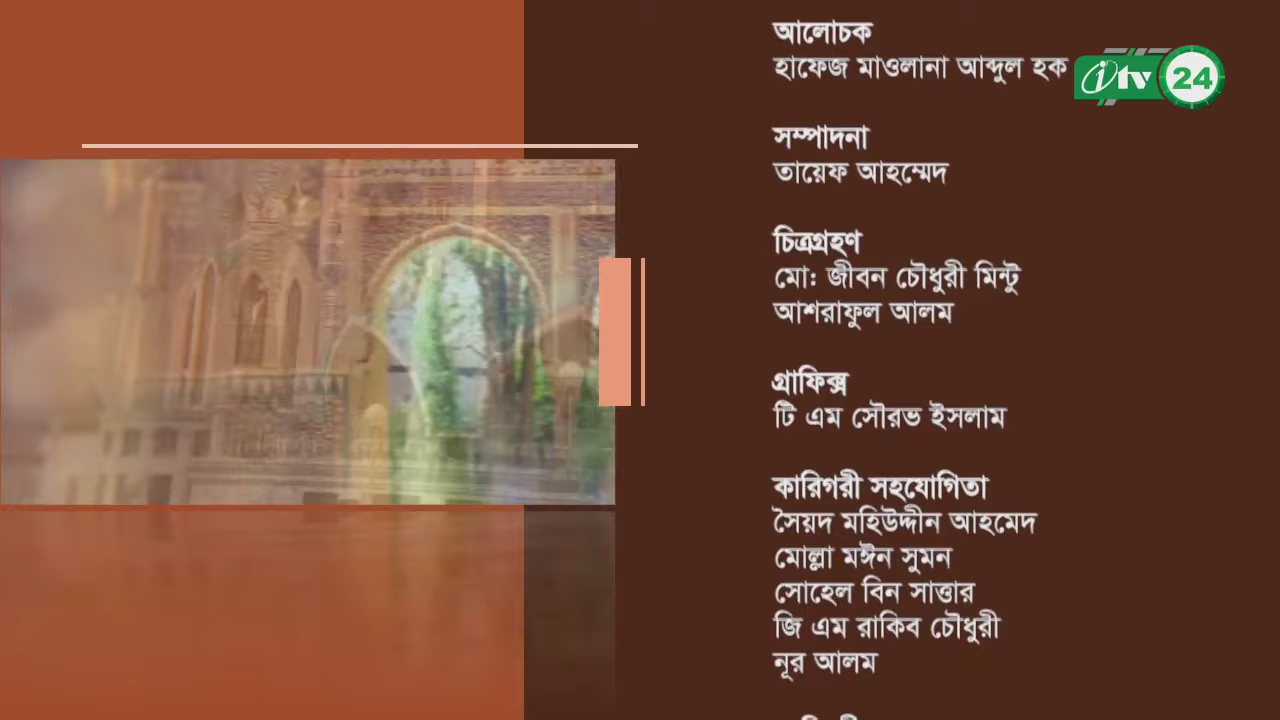 আলোচক
হাফেজ মাওলানা আব্দুল হক
itv 24
সম্পাদনা
তায়েফ আহম্মেদ
চিত্রগ্রহণ
মো: জীবন চৌধুরী মিন্টু
আশরাফুল আলম
গ্রাফিক্স
টি এম সৌরভ ইসলাম
কারিগরী সহযোগিতা
সৈয়দ মহিউদ্দীন আহমেদ
মোল্লা মঈন সুমন
সোহেল বিন সাত্তার
জি এম রাকিব চৌধুরী
নূর আলম